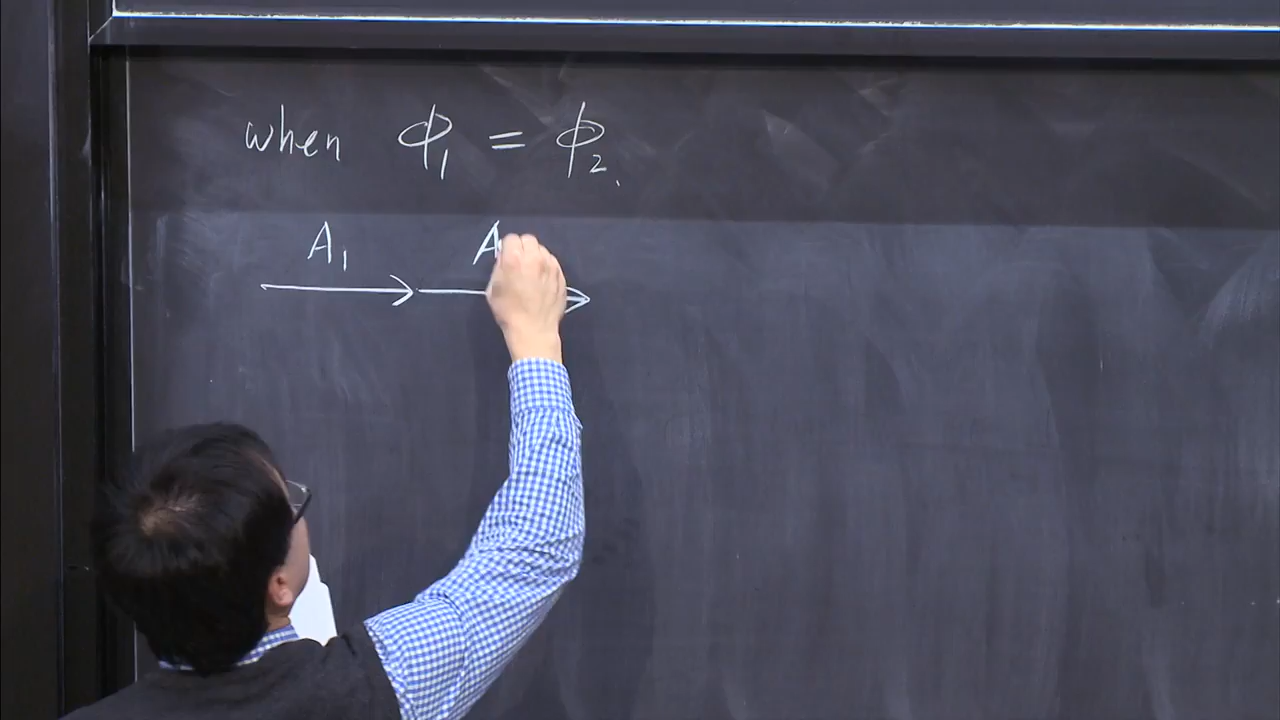 when ϕ₁ = ϕ₂.
A₁ A